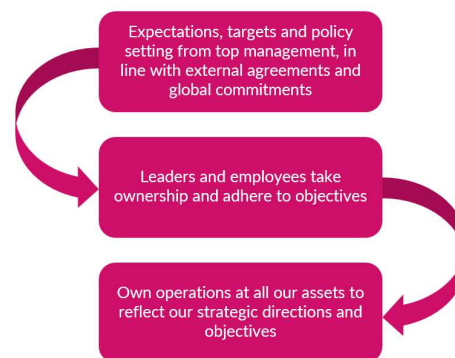 Expectations, targets and policy
setting from top management, in
line with external agreements and
global commitments
Leaders and employees take
ownership and adhere to objectives
Own operations at all our assets to
reflect our strategic directions and
objectives